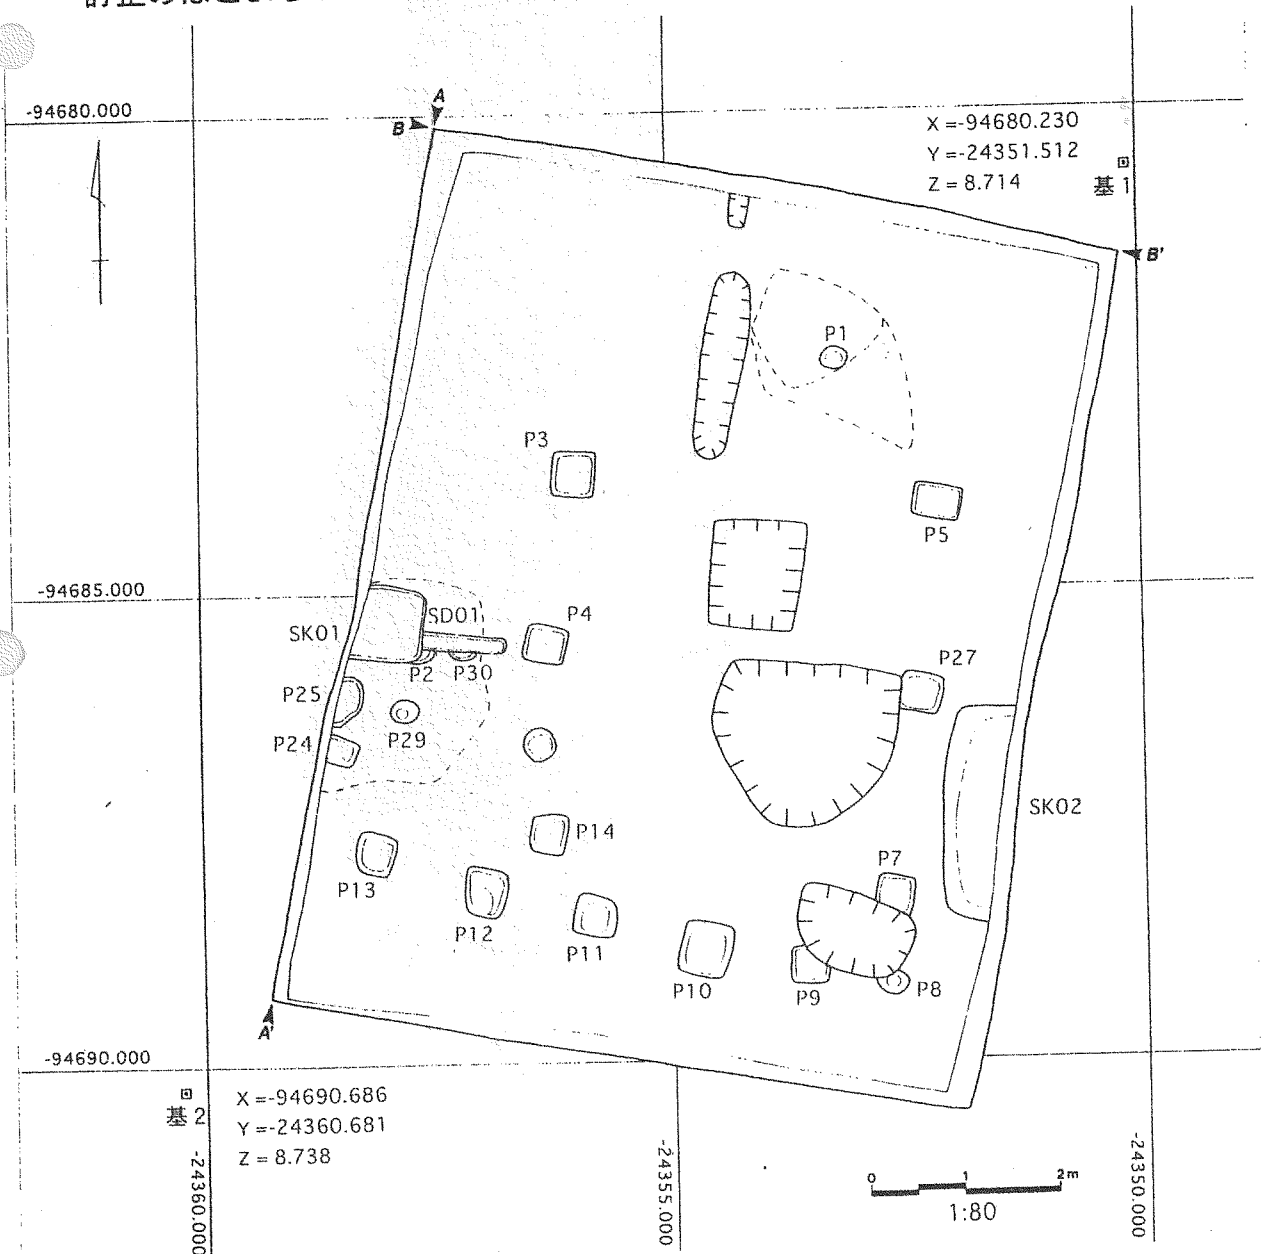 -94680.000
A
B
X =-94680.230
Y =-24351.512
Z = 8.714
基1
B'
P1
P3
P5
-94685.000
SK01
SD01
P4
P2
P30
P27
P25
P29
P24
SK02
P14
P13
P7
P12
P11
P10
P9
P8
A'
-94690.000
基2
X =-94690.686
Y =-24360.681
Z = 8.738
-24360.000
-24355.000
-24350.000
0 1 2m
1:80